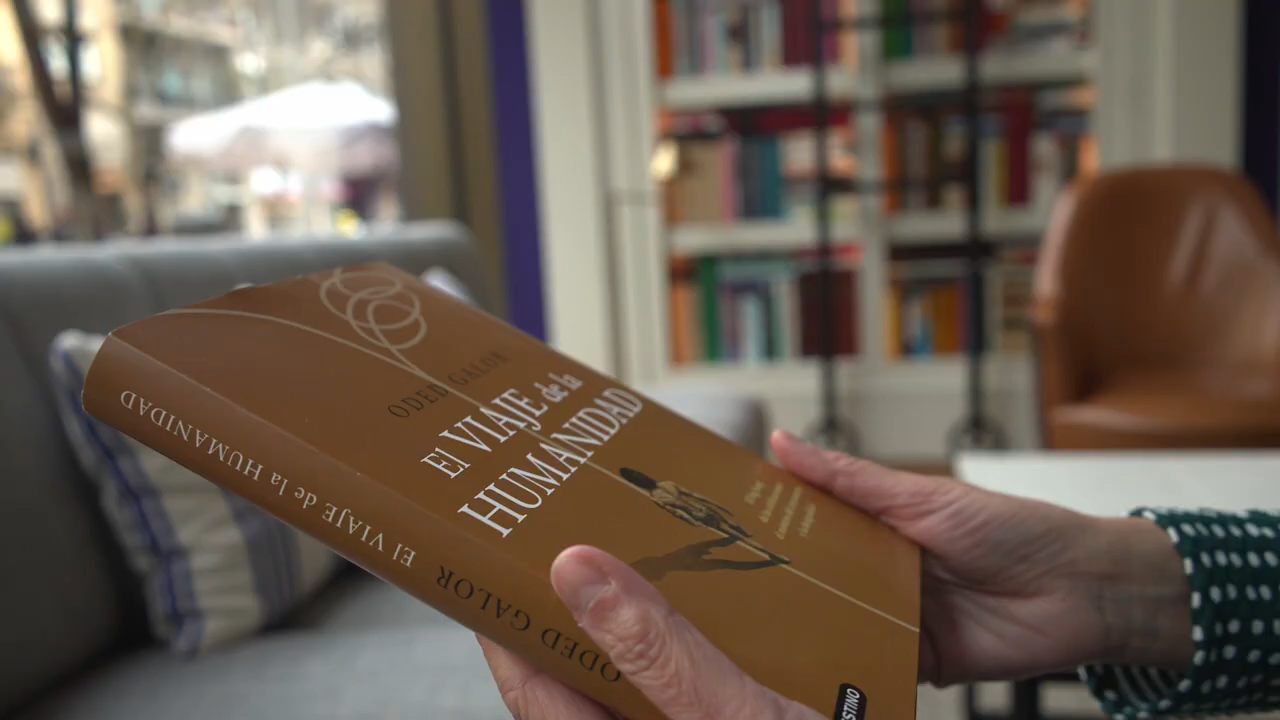 ODED GALOR
El VIAJE de la
HUMANIDAD
ODED GALOR
El VIAJE de la HUMANIDAD